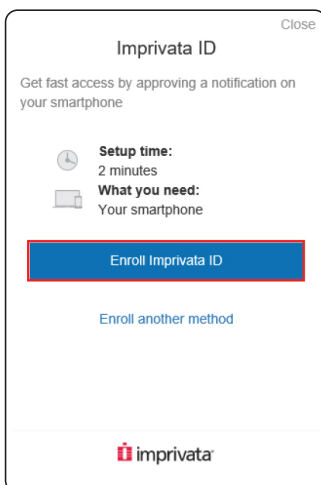 Close
Imprivata ID
Get fast access by approving a notification on
your smartphone
Setup time:
2 minutes
What you need:
Your smartphone
Enroll Imprivata ID
Enroll another method
imprivata